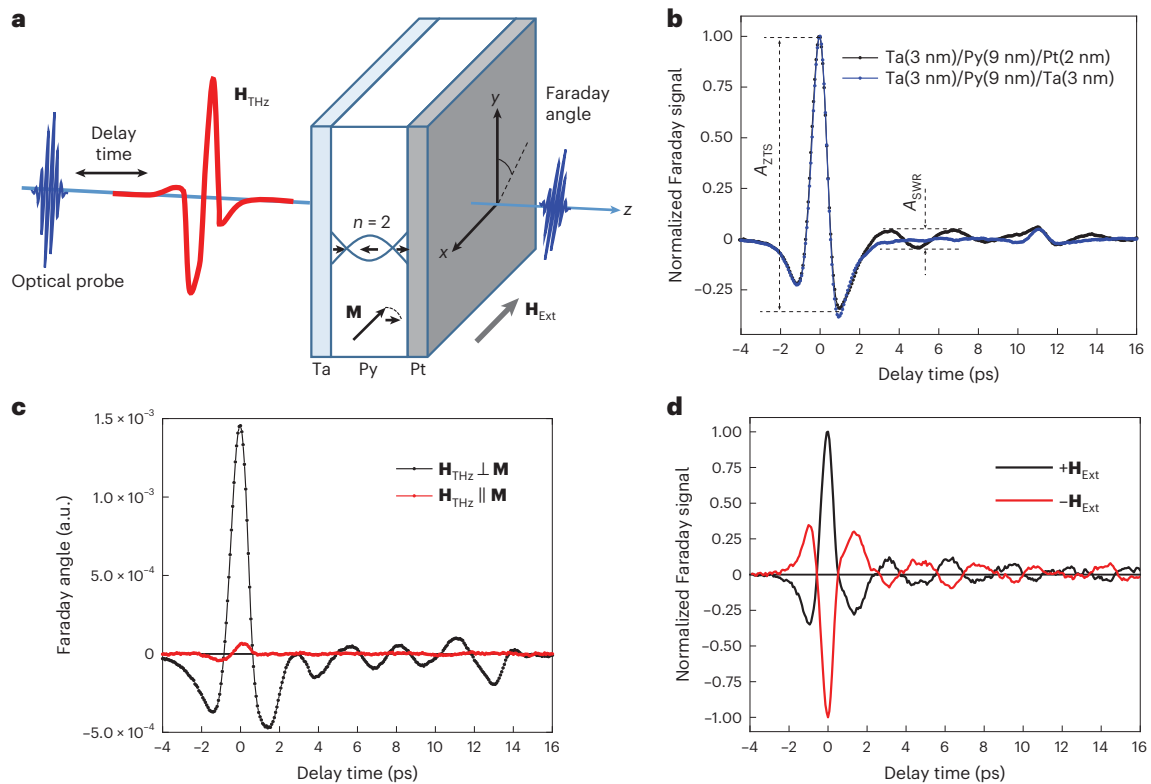 a
H_THz
Delay
time
Optical probe
n = 2
M
Ta
Py
Pt
y
x
z
Faraday
angle
H_Ext
b
Normalized Faraday signal
1.00
0.75
0.50
0.25
0
−0.25
A_ZTS
A_SWR
Ta(3 nm)/Py(9 nm)/Pt(2 nm)
Ta(3 nm)/Py(9 nm)/Ta(3 nm)
−4 −2 0 2 4 6 8 10 12 14 16
Delay time (ps)
c
Faraday angle (a.u.)
1.5 × 10⁻³
1.0 × 10⁻³
5.0 × 10⁻⁴
0
−5.0 × 10⁻⁴
H_THz ⊥ M
H_THz || M
−4 −2 0 2 4 6 8 10 12 14 16
Delay time (ps)
d
Normalized Faraday signal
1.00
0.75
0.50
0.25
0
−0.25
−0.50
−0.75
−1.00
+H_Ext
−H_Ext
−4 −2 0 2 4 6 8 10 12 14 16
Delay time (ps)